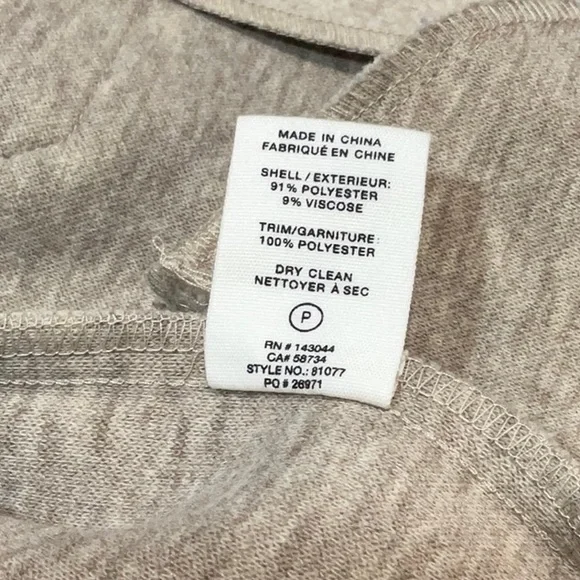 MADE IN CHINA
FABRIQUÉ EN CHINE
SHELL / EXTERIEUR:
91% POLYESTER
9% VISCOSE
TRIM/GARNITURE:
100% POLYESTER
DRY CLEAN
NETTOYER À SEC
P
RN # 143044
CA# 58734
STYLE NO.: 81077
PO # 26971